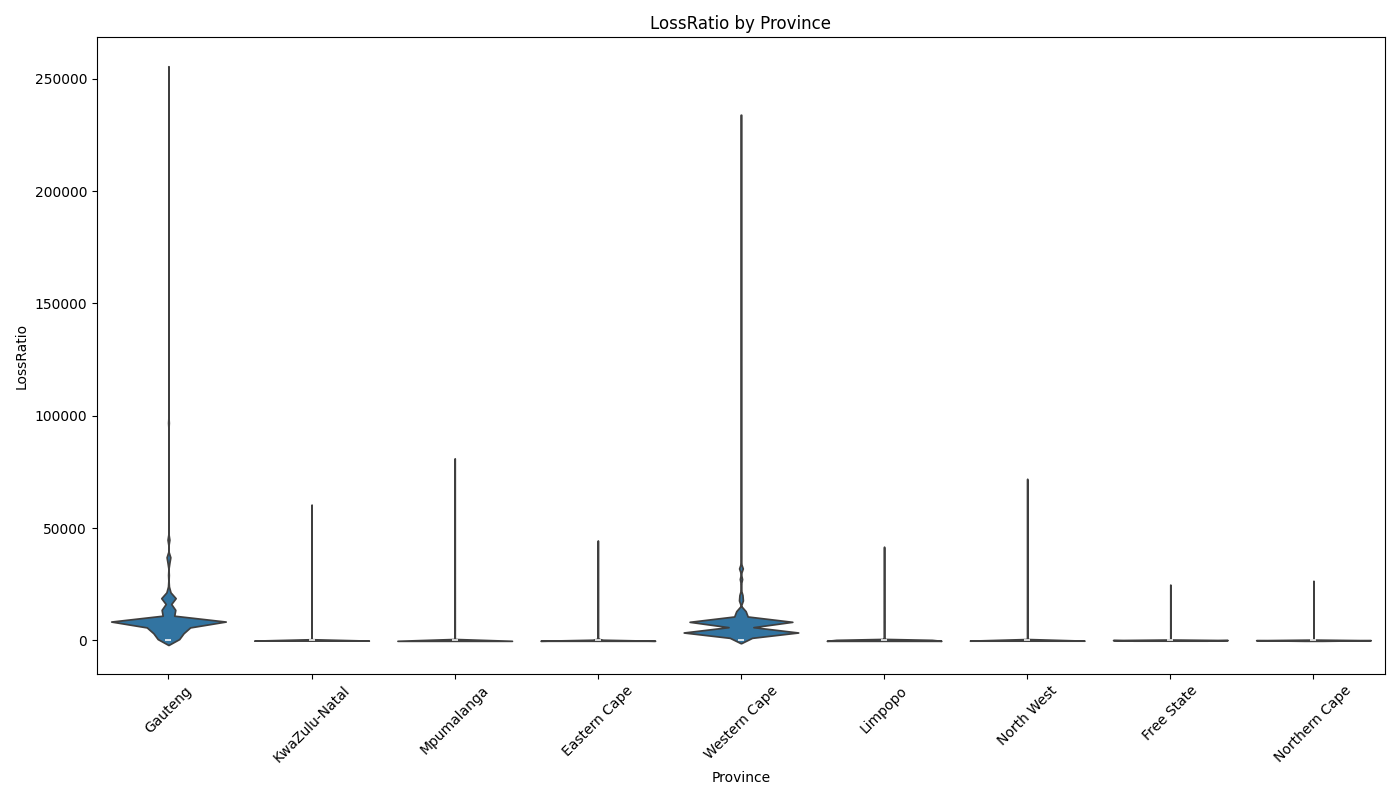 LossRatio by Province
LossRatio
250000
200000
150000
100000
50000
0
Gauteng
KwaZulu-Natal
Mpumalanga
Eastern Cape
Western Cape
Limpopo
North West
Free State
Northern Cape
Province